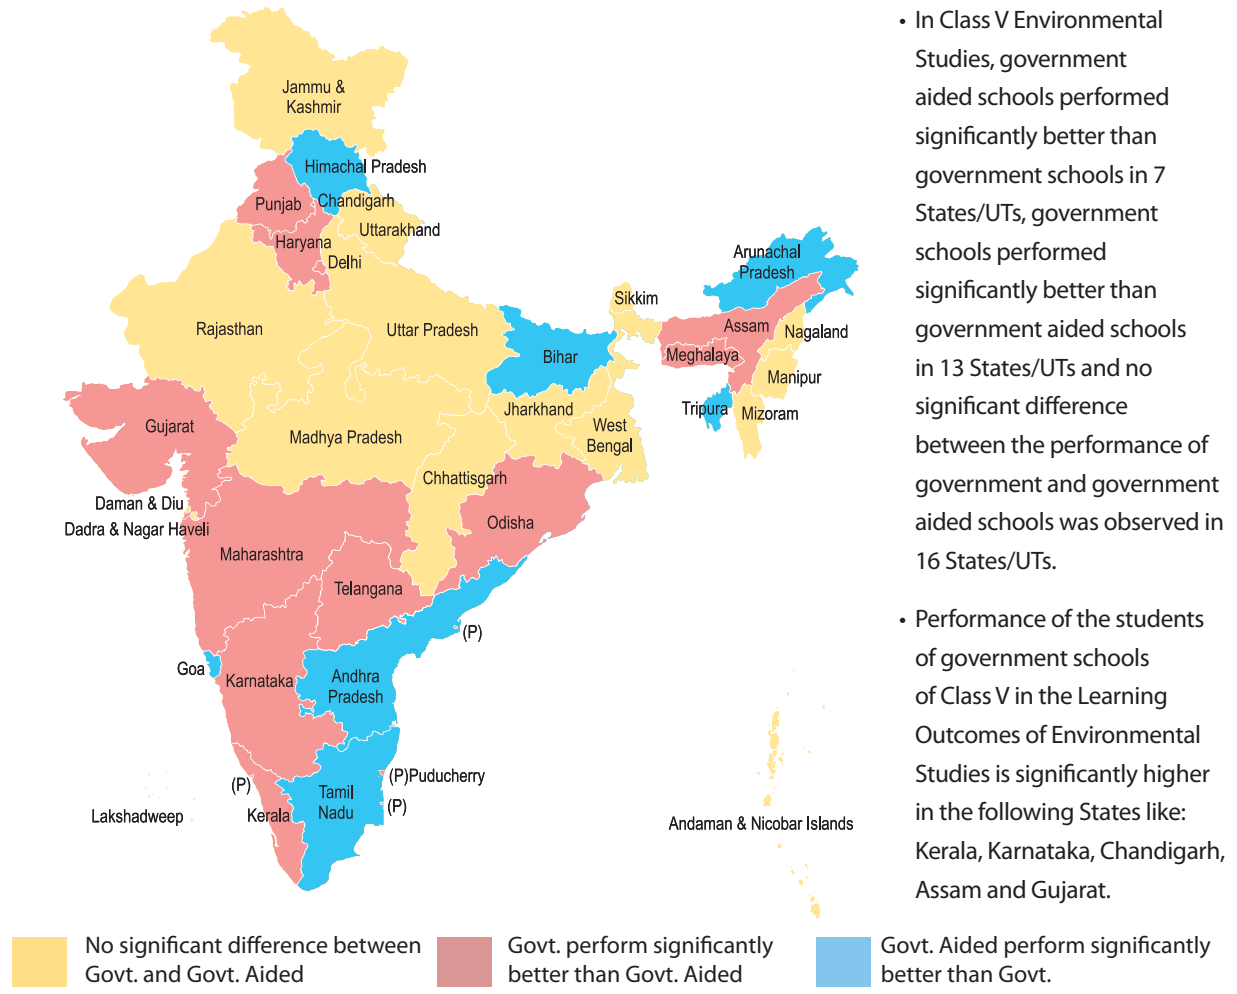 Jammu &
Kashmir
Himachal Pradesh
Punjab
Chandigarh
Uttarakhand
Haryana
Delhi
Arunachal
Pradesh
Sikkim
Rajasthan
Uttar Pradesh
Assam
Nagaland
Bihar
Meghalaya
Manipur
Jharkhand
Tripura
Mizoram
Gujarat
Madhya Pradesh
West
Bengal
Chhattisgarh
Daman & Diu
Dadra & Nagar Haveli
Odisha
Maharashtra
Telangana
(P)
Goa
Karnataka
Andhra
Pradesh
(P)
(P)Puducherry
Tamil
Nadu
(P)
Lakshadweep
Kerala
Andaman & Nicobar Islands
• In Class V Environmental
Studies, government
aided schools performed
significantly better than
government schools in 7
States/UTs, government
schools performed
significantly better than
government aided schools
in 13 States/UTs and no
significant difference
between the performance of
government and government
aided schools was observed in
16 States/UTs.
• Performance of the students
of government schools
of Class V in the Learning
Outcomes of Environmental
Studies is significantly higher
in the following States like:
Kerala, Karnataka, Chandigarh,
Assam and Gujarat.
No significant difference between
Govt. and Govt. Aided
Govt. perform significantly
better than Govt. Aided
Govt. Aided perform significantly
better than Govt.